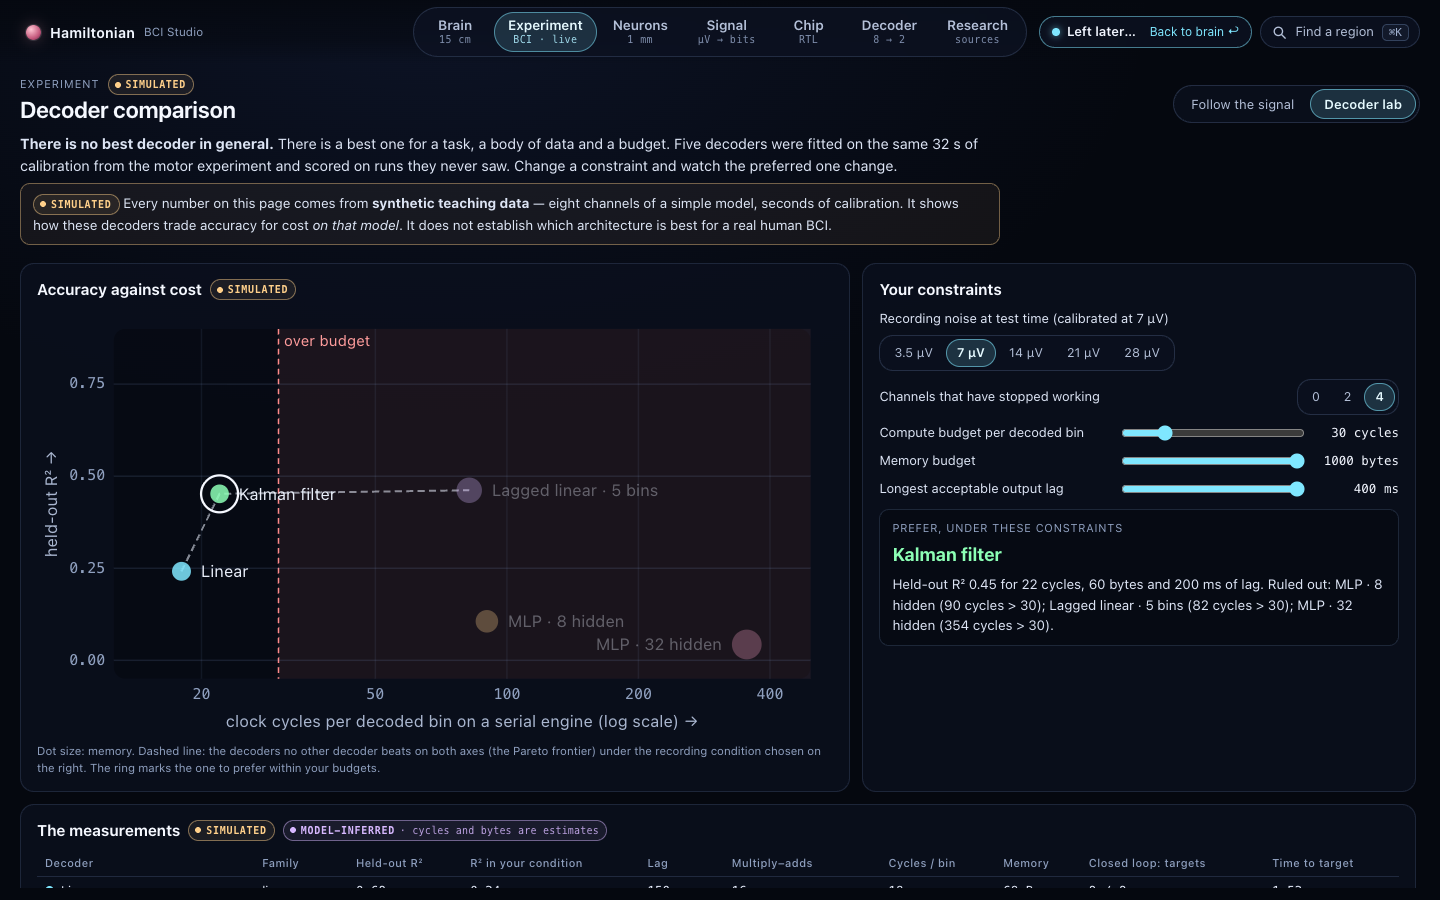 Hamiltonian BCI Studio
Brain
15 cm
Experiment
BCI · live
Neurons
1 mm
Signal
µV → bits
Chip
RTL
Decoder
8 → 2
Research
sources
Left later... Back to brain ↩
Find a region ⌘K
EXPERIMENT SIMULATED
Decoder comparison
Follow the signal Decoder lab
There is no best decoder in general. There is a best one for a task, a body of data and a budget. Five decoders were fitted on the same 32 s of
calibration from the motor experiment and scored on runs they never saw. Change a constraint and watch the preferred one change.
SIMULATED Every number on this page comes from synthetic teaching data — eight channels of a simple model, seconds of calibration. It shows
how these decoders trade accuracy for cost on that model. It does not establish which architecture is best for a real human BCI.
Accuracy against cost SIMULATED
over budget
0.75
0.50
0.25
0.00
held-out R² →
Kalman filter
Lagged linear · 5 bins
Linear
MLP · 8 hidden
MLP · 32 hidden
20 50 100 200 400
clock cycles per decoded bin on a serial engine (log scale) →
Dot size: memory. Dashed line: the decoders no other decoder beats on both axes (the Pareto frontier) under the recording condition chosen on
the right. The ring marks the one to prefer within your budgets.
Your constraints
Recording noise at test time (calibrated at 7 µV)
3.5 µV 7 µV 14 µV 21 µV 28 µV
Channels that have stopped working 0 2 4
Compute budget per decoded bin 30 cycles
Memory budget 1000 bytes
Longest acceptable output lag 400 ms
PREFER, UNDER THESE CONSTRAINTS
Kalman filter
Held-out R² 0.45 for 22 cycles, 60 bytes and 200 ms of lag. Ruled out: MLP · 8
hidden (90 cycles > 30); Lagged linear · 5 bins (82 cycles > 30); MLP · 32
hidden (354 cycles > 30).
The measurements SIMULATED MODEL-INFERRED · cycles and bytes are estimates
Decoder Family Held-out R² R² in your condition Lag Multiply–adds Cycles / bin Memory Closed loop: targets Time to target